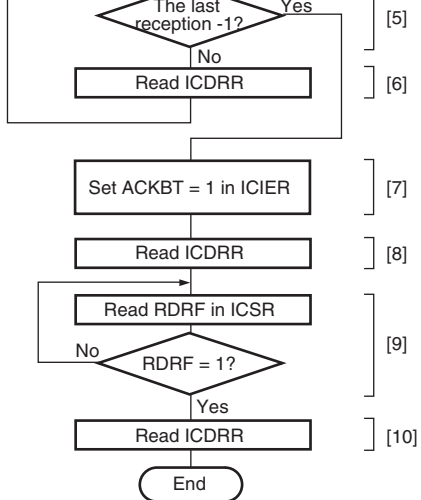 The last
reception -1?
Yes
[5]
No
Read ICDRR
[6]
Set ACKBT = 1 in ICIER
[7]
Read ICDRR
[8]
Read RDRF in ICSR
No
RDRF = 1?
[9]
Yes
Read ICDRR
[10]
End